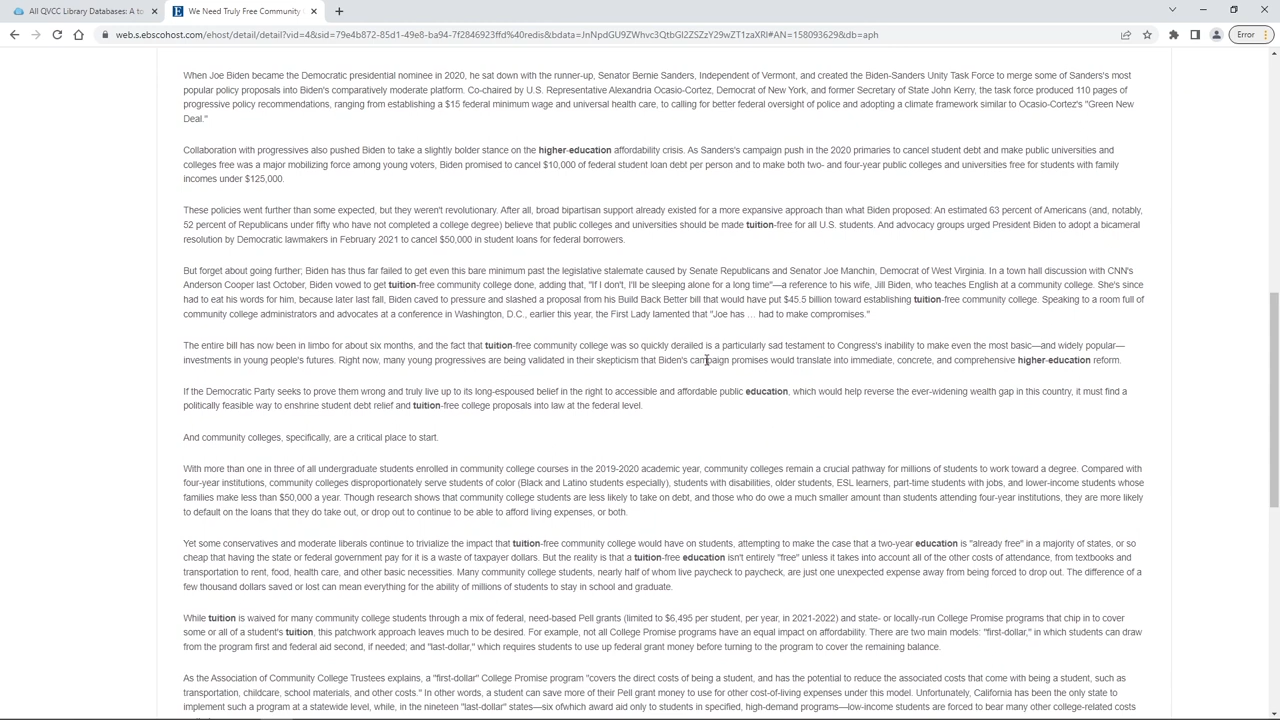 All QVCC Library Databases: A to
We Need Truly Free Community
web.s.ebscohost.com/ehost/detail/detail?vid=4&sid=79e4b872-85d1-49e8-ba94-7f2846923ffd%40redis&bdata=JnNpdGU9ZWhvc3QtbGl2ZSZzY29wZT1zaXRl#AN=158093629&db=aph
Error
When Joe Biden became the Democratic presidential nominee in 2020, he sat down with the runner-up, Senator Bernie Sanders, Independent of Vermont, and created the Biden-Sanders Unity Task Force to merge some of Sanders's most
popular policy proposals into Biden's comparatively moderate platform. Co-chaired by U.S. Representative Alexandria Ocasio-Cortez, Democrat of New York, and former Secretary of State John Kerry, the task force produced 110 pages of
progressive policy recommendations, ranging from establishing a $15 federal minimum wage and universal health care, to calling for better federal oversight of police and adopting a climate framework similar to Ocasio-Cortez's "Green New
Deal."
Collaboration with progressives also pushed Biden to take a slightly bolder stance on the higher-education affordability crisis. As Sanders's campaign push in the 2020 primaries to cancel student debt and make public universities and
colleges free was a major mobilizing force among young voters, Biden promised to cancel $10,000 of federal student loan debt per person and to make both two- and four-year public colleges and universities free for students with family
incomes under $125,000.
These policies went further than some expected, but they weren't revolutionary. After all, broad bipartisan support already existed for a more expansive approach than what Biden proposed: An estimated 63 percent of Americans (and, notably,
52 percent of Republicans under fifty who have not completed a college degree) believe that public colleges and universities should be made tuition-free for all U.S. students. And advocacy groups urged President Biden to adopt a bicameral
resolution by Democratic lawmakers in February 2021 to cancel $50,000 in student loans for federal borrowers.
But forget about going further; Biden has thus far failed to get even this bare minimum past the legislative stalemate caused by Senate Republicans and Senator Joe Manchin, Democrat of West Virginia. In a town hall discussion with CNN's
Anderson Cooper last October, Biden vowed to get tuition-free community college done, adding that, "If I don't, I'll be sleeping alone for a long time"—a reference to his wife, Jill Biden, who teaches English at a community college. She's since
had to eat his words for him, because later last fall, Biden caved to pressure and slashed a proposal from his Build Back Better bill that would have put $45.5 billion toward establishing tuition-free community college. Speaking to a room full of
community college administrators and advocates at a conference in Washington, D.C., earlier this year, the First Lady lamented that "Joe has ... had to make compromises."
The entire bill has now been in limbo for about six months, and the fact that tuition-free community college was so quickly derailed is a particularly sad testament to Congress's inability to make even the most basic—and widely popular—
investments in young people's futures. Right now, many young progressives are being validated in their skepticism that Biden's campaign promises would translate into immediate, concrete, and comprehensive higher-education reform.
If the Democratic Party seeks to prove them wrong and truly live up to its long-espoused belief in the right to accessible and affordable public education, which would help reverse the ever-widening wealth gap in this country, it must find a
politically feasible way to enshrine student debt relief and tuition-free college proposals into law at the federal level.
And community colleges, specifically, are a critical place to start.
With more than one in three of all undergraduate students enrolled in community college courses in the 2019-2020 academic year, community colleges remain a crucial pathway for millions of students to work toward a degree. Compared with
four-year institutions, community colleges disproportionately serve students of color (Black and Latino students especially), students with disabilities, older students, ESL learners, part-time students with jobs, and lower-income students whose
families make less than $50,000 a year. Though research shows that community college students are less likely to take on debt, and those who do owe a much smaller amount than students attending four-year institutions, they are more likely
to default on the loans that they do take out, or drop out to continue to be able to afford living expenses, or both.
Yet some conservatives and moderate liberals continue to trivialize the impact that tuition-free community college would have on students, attempting to make the case that a two-year education is "already free" in a majority of states, or so
cheap that having the state or federal government pay for it is a waste of taxpayer dollars. But the reality is that a tuition-free education isn't entirely "free" unless it takes into account all of the other costs of attendance, from textbooks and
transportation to rent, food, health care, and other basic necessities. Many community college students, nearly half of whom live paycheck to paycheck, are just one unexpected expense away from being forced to drop out. The difference of a
few thousand dollars saved or lost can mean everything for the ability of millions of students to stay in school and graduate.
While tuition is waived for many community college students through a mix of federal, need-based Pell grants (limited to $6,495 per student, per year, in 2021-2022) and state- or locally-run College Promise programs that chip in to cover
some or all of a student's tuition, this patchwork approach leaves much to be desired. For example, not all College Promise programs have an equal impact on affordability. There are two main models: "first-dollar," in which students can draw
from the program first and federal aid second, if needed; and "last-dollar," which requires students to use up federal grant money before turning to the program to cover the remaining balance.
As the Association of Community College Trustees explains, a "first-dollar" College Promise program "covers the direct costs of being a student, and has the potential to reduce the associated costs that come with being a student, such as
transportation, childcare, school materials, and other costs." In other words, a student can save more of their Pell grant money to use for other cost-of-living expenses under this model. Unfortunately, California has been the only state to
implement such a program at a statewide level, while, in the nineteen "last-dollar" states—six ofwhich award aid only to students in specified, high-demand programs—low-income students are forced to bear many other college-related costs